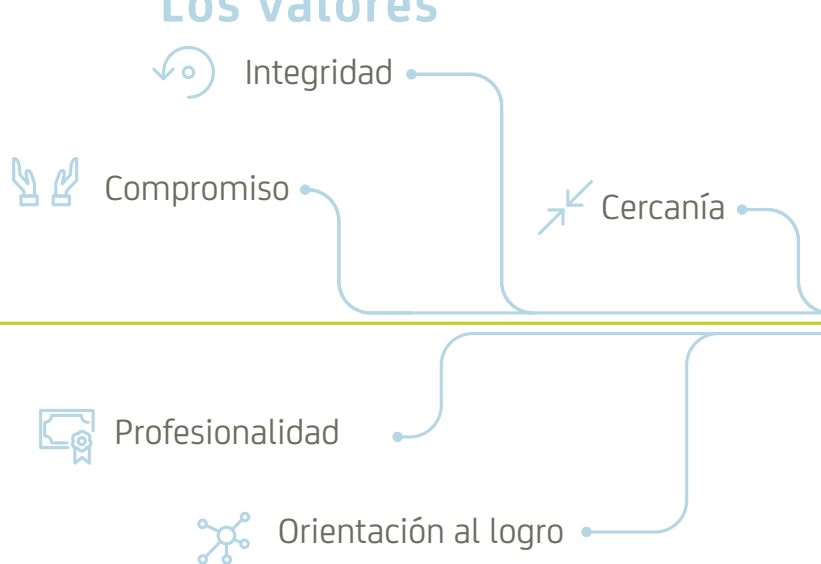 Los valores
Integridad
Compromiso
Cercanía
Profesionalidad
Orientación al logro